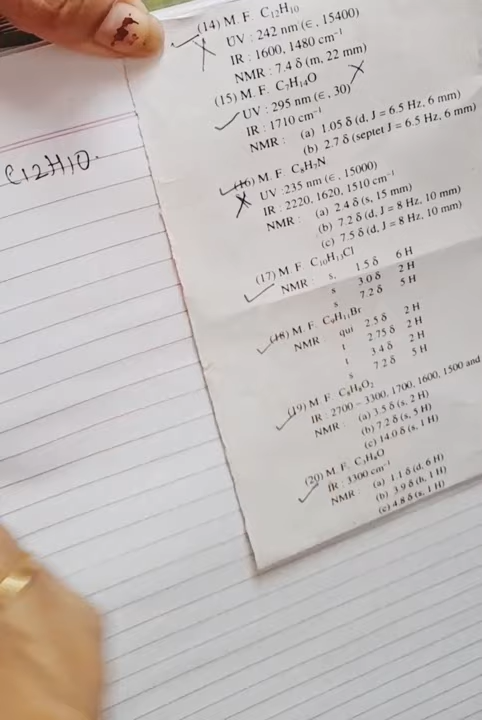 (14) M. F. C₁₂H₁₀
UV : 242 nm (∈, 15400)
IR : 1600, 1480 cm⁻¹
NMR : 7.4 δ (m, 22 mm)
(15) M. F. C₇H₁₄O
UV : 295 nm (∈, 30)
IR : 1710 cm⁻¹
NMR : (a) 1.05 δ (d, J = 6.5 Hz, 6 mm)
(b) 2.7 δ (septet J = 6.5 Hz, 6 mm)
C12H10.
(16) M. F. C₈H₇N
UV : 235 nm (∈, 15000)
IR : 2220, 1620, 1510 cm⁻¹
NMR : (a) 2.4 δ (s, 15 mm)
(b) 7.2 δ (d, J = 8 Hz, 10 mm)
(c) 7.5 δ (d, J = 8 Hz, 10 mm)
(17) M. F. C₁₀H₁₃Cl
NMR : s, 1.5 δ 6 H
s 3.0 δ 2 H
s 7.2 δ 5 H
(18) M. F. C₉H₁₁Br
NMR qui 2.5 δ 2 H
t 2.75 δ 2 H
t 3.4 δ 2 H
s 7.2 δ 5 H
(19) M. F. C₈H₈O₂
IR : 2700 – 3300, 1700, 1600, 1500 and
NMR : (a) 3.5 δ (s, 2 H)
(b) 7.2 δ (s, 5 H)
(c) 14.0 δ (s, 1 H)
(20) M. F. C₃H₈O
IR : 3300 cm⁻¹
NMR : (a) 1.1 δ (d, 6 H)
(b) 3.9 δ (h, 1 H)
(c) 4.8 δ (s, 1 H)